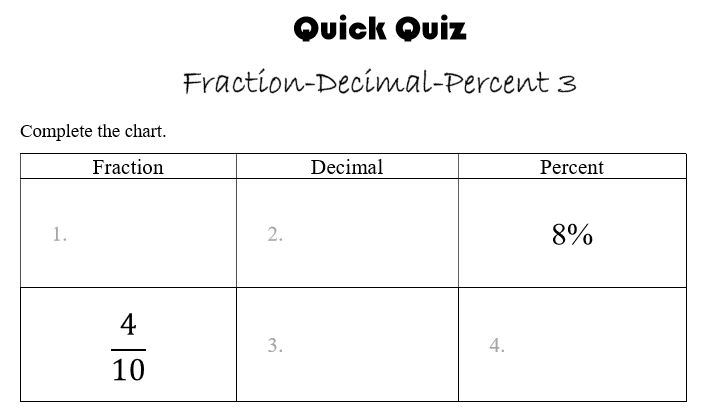 Quick Quiz
Fraction-Decimal-Percent 3
Complete the chart.
Fraction Decimal Percent
1. 2. 8%
4
10
3. 4.